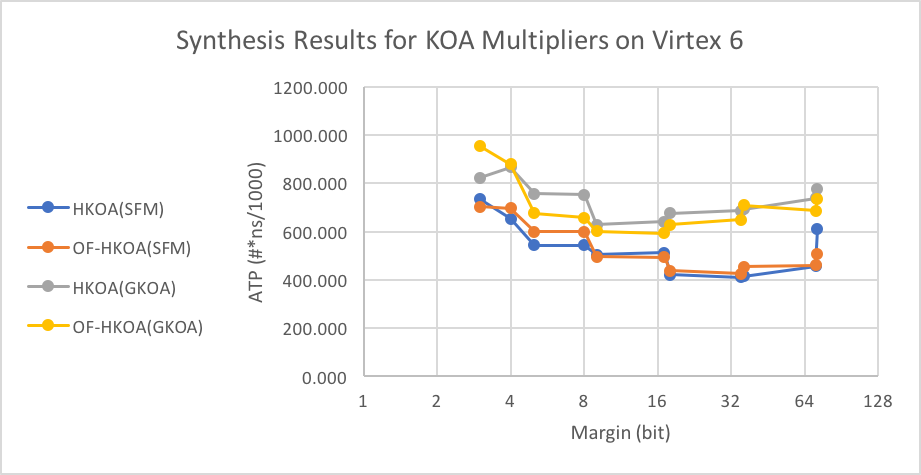 Synthesis Results for KOA Multipliers on Virtex 6
HKOA(SFM)
OF-HKOA(SFM)
HKOA(GKOA)
OF-HKOA(GKOA)
ATP (#*ns/1000)
1200.000
1000.000
800.000
600.000
400.000
200.000
0.000
1 2 4 8 16 32 64 128
Margin (bit)